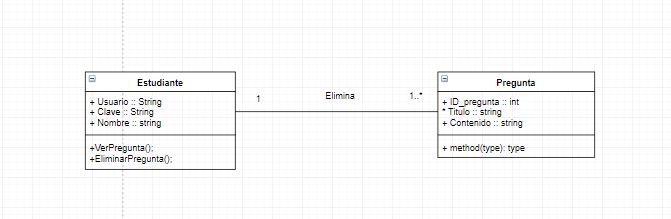 Estudiante
+ Usuario :: String
+ Clave :: String
+ Nombre :: string
+VerPregunta();
+EliminarPregunta();
1
Elimina
1..*
Pregunta
+ ID_pregunta :: int
* Titulo :: string
+ Contenido :: string
+ method(type): type